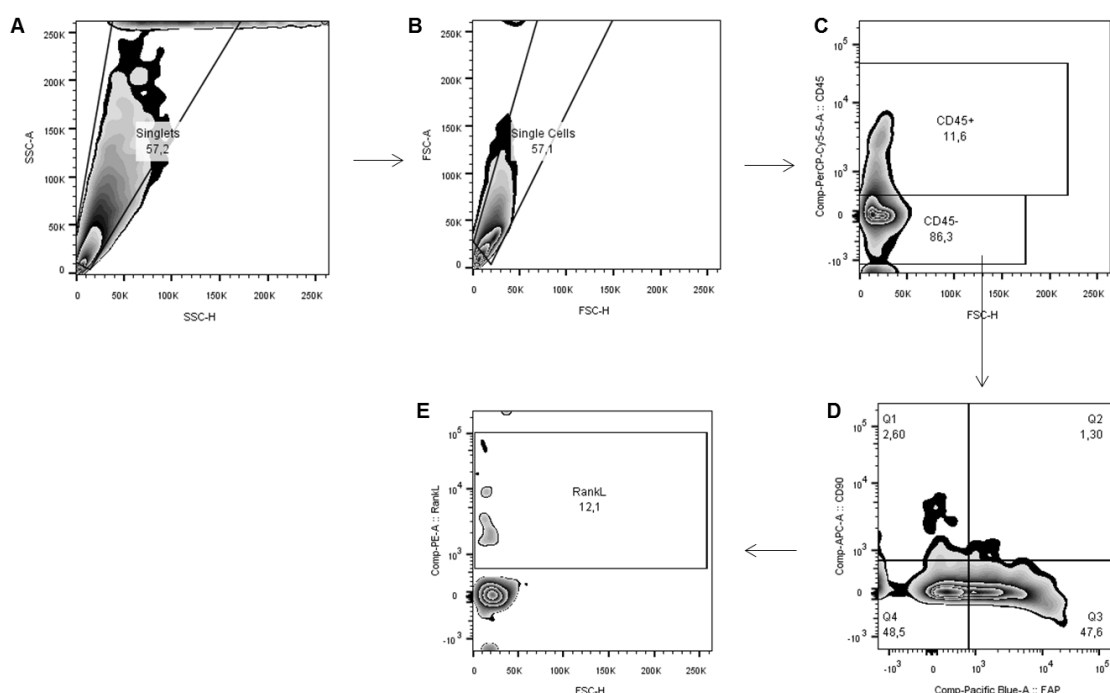 A
250K
200K
150K
100K
50K
0
SSC-A
Singlets
57,2
0
50K
100K
150K
200K
250K
SSC-H
B
250K
200K
150K
100K
50K
0
FSC-A
Single Cells
57,1
0
50K
100K
150K
200K
250K
FSC-H
C
10^5
10^4
10^3
0
-10^3
Comp-PerCP-Cy5-5-A :: CD45
CD45+
11,6
CD45-
86,3
0
50K
100K
150K
200K
250K
FSC-H
E
10^5
10^4
10^3
0
-10^3
Comp-PE-A :: RankL
RankL
12,1
0
50K
100K
150K
200K
250K
FSC-H
D
Q1
2,60
Q2
1,30
10^5
10^4
10^3
0
-10^3
Comp-APC-A :: CD90
Q4
48,5
Q3
47,6
-10^3
0
10^3
10^4
10^5
Comp-Pacific Blue-A :: FAP